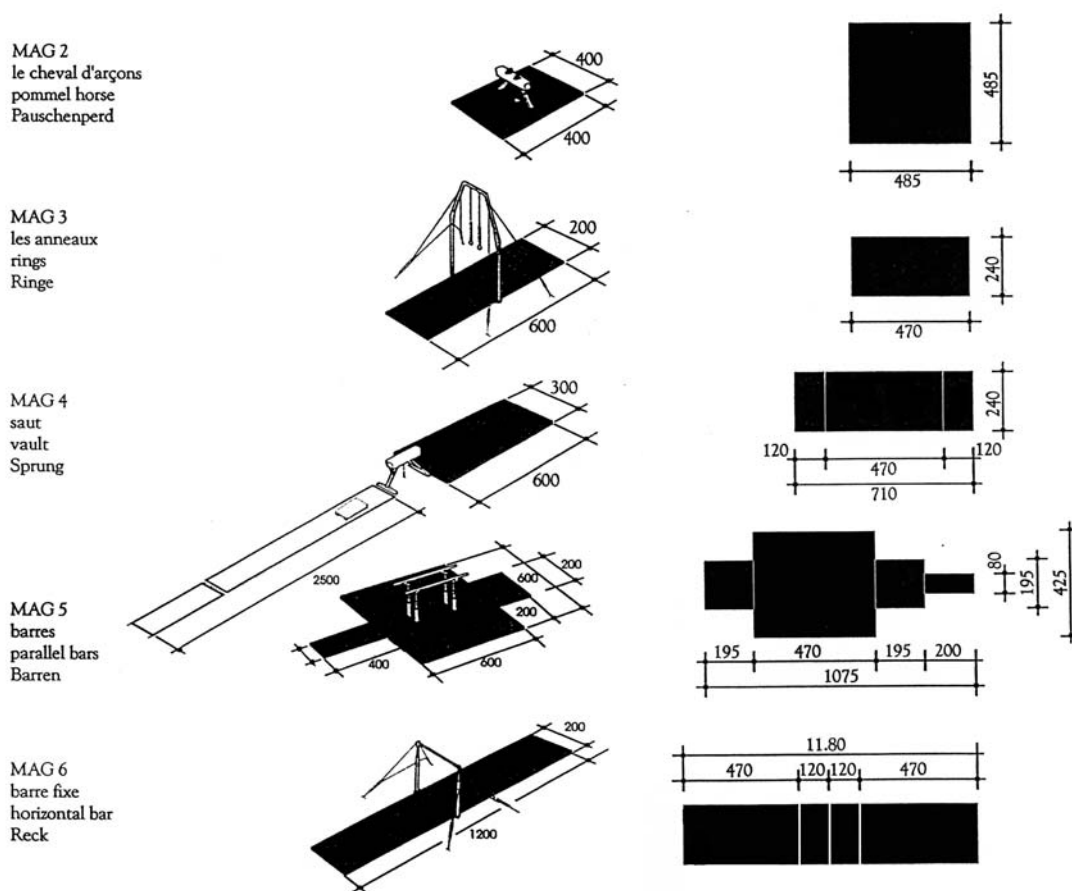 MAG 2
le cheval d'arçons
pommel horse
Pauschenperd
400
400
485
485
MAG 3
les anneaux
rings
Ringe
200
600
240
470
MAG 4
saut
vault
Sprung
300
600
2500
240
120 470 120
710
MAG 5
barres
parallel bars
Barren
600
200
200
400
600
80
195
425
195 470 195 200
1075
MAG 6
barre fixe
horizontal bar
Reck
200
1200
11.80
470 120 120 470